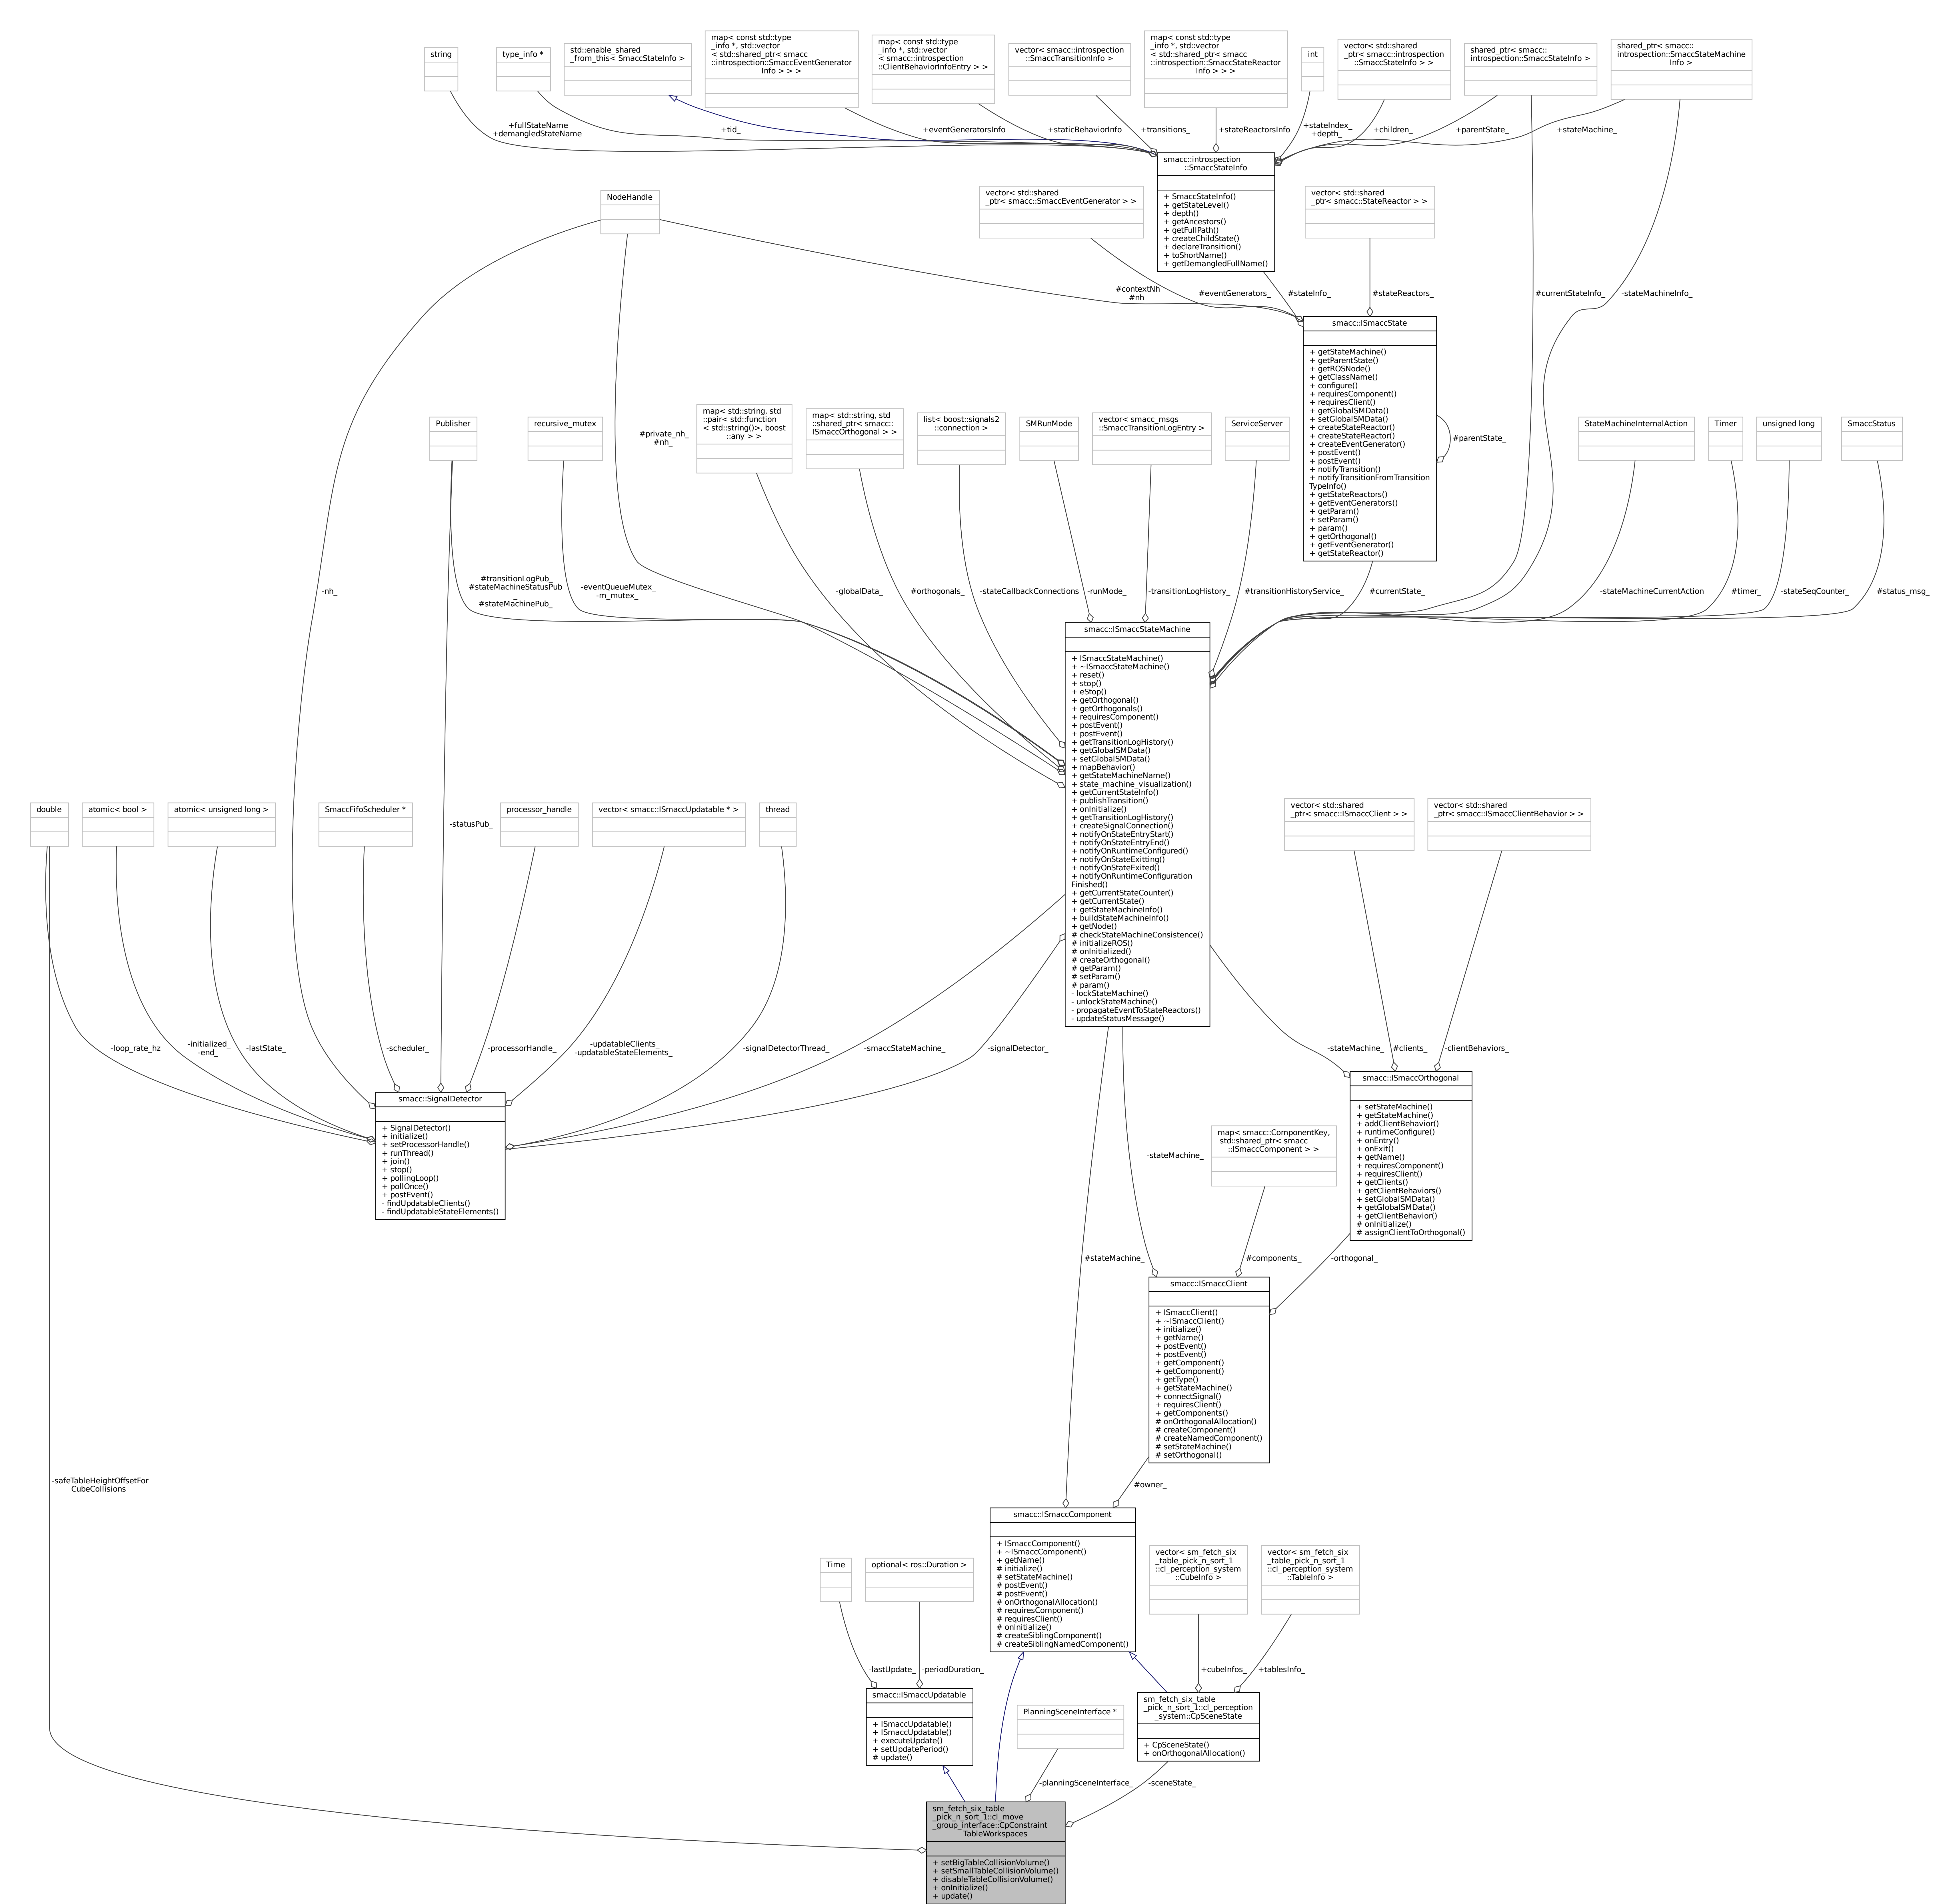 string
type_info *
std::enable_shared
_from_this< SmaccStateInfo >
map< const std::type
_info *, std::vector
< std::shared_ptr< smacc
::introspection::SmaccEventGenerator
Info > > >
map< const std::type
_info *, std::vector
< smacc::introspection
::ClientBehaviorInfoEntry > >
vector< smacc::introspection
::SmaccTransitionInfo >
map< const std::type
_info *, std::vector
< std::shared_ptr< smacc
::introspection::SmaccStateReactor
Info > > >
int
vector< std::shared
_ptr< smacc::introspection
::SmaccStateInfo > >
shared_ptr< smacc::
introspection::SmaccStateInfo >
shared_ptr< smacc::
introspection::SmaccStateMachine
Info >
+fullStateName
+demangledStateName
+tid_
+eventGeneratorsInfo
+staticBehaviorInfo
+transitions_
+stateReactorsInfo
+stateIndex_
+depth_
+children_
+parentState_
+stateMachine_
smacc::introspection
::SmaccStateInfo
+ SmaccStateInfo()
+ getStateLevel()
+ depth()
+ getAncestors()
+ getFullPath()
+ createChildState()
+ declareTransition()
+ toShortName()
+ getDemangledFullName()
NodeHandle
vector< std::shared
_ptr< smacc::SmaccEventGenerator > >
vector< std::shared
_ptr< smacc::StateReactor > >
#contextNh
#nh
#eventGenerators_
#stateInfo_
#stateReactors_
#currentStateInfo_
-stateMachineInfo_
smacc::ISmaccState
+ getStateMachine()
+ getParentState()
+ getROSNode()
+ getClassName()
+ configure()
+ requiresComponent()
+ requiresClient()
+ getGlobalSMData()
+ setGlobalSMData()
+ createStateReactor()
+ createStateReactor()
+ createEventGenerator()
+ postEvent()
+ postEvent()
+ notifyTransition()
+ notifyTransitionFromTransition
TypeInfo()
+ getStateReactors()
+ getEventGenerators()
+ getParam()
+ setParam()
+ param()
+ getOrthogonal()
+ getEventGenerator()
+ getStateReactor()
#parentState_
Publisher
recursive_mutex
#private_nh_
#nh_
map< std::string, std
::pair< std::function
< std::string()>, boost
::any > >
map< std::string, std
::shared_ptr< smacc::
ISmaccOrthogonal > >
list< boost::signals2
::connection >
SMRunMode
vector< smacc_msgs
::SmaccTransitionLogEntry >
ServiceServer
StateMachineInternalAction
Timer
unsigned long
SmaccStatus
-nh_
#transitionLogPub_
#stateMachineStatusPub
_
#stateMachinePub_
-eventQueueMutex_
-m_mutex_
-globalData_
#orthogonals_
-stateCallbackConnections
-runMode_
-transitionLogHistory_
#transitionHistoryService_
#currentState_
-stateMachineCurrentAction
#timer_
-stateSeqCounter_
#status_msg_
smacc::ISmaccStateMachine
+ ISmaccStateMachine()
+ ~ISmaccStateMachine()
+ reset()
+ stop()
+ eStop()
+ getOrthogonal()
+ getOrthogonals()
+ requiresComponent()
+ postEvent()
+ postEvent()
+ getTransitionLogHistory()
+ getGlobalSMData()
+ setGlobalSMData()
+ mapBehavior()
+ getStateMachineName()
+ state_machine_visualization()
+ getCurrentStateInfo()
+ publishTransition()
+ onInitialize()
+ getTransitionLogHistory()
+ createSignalConnection()
+ notifyOnStateEntryStart()
+ notifyOnStateEntryEnd()
+ notifyOnRuntimeConfigured()
+ notifyOnStateExitting()
+ notifyOnStateExited()
+ notifyOnRuntimeConfiguration
Finished()
+ getCurrentStateCounter()
+ getCurrentState()
+ getStateMachineInfo()
+ buildStateMachineInfo()
+ getNode()
# checkStateMachineConsistence()
# initializeROS()
# onInitialized()
# createOrthogonal()
# getParam()
# setParam()
# param()
- lockStateMachine()
- unlockStateMachine()
- propagateEventToStateReactors()
- updateStatusMessage()
double
atomic< bool >
atomic< unsigned long >
SmaccFifoScheduler *
-statusPub_
processor_handle
vector< smacc::ISmaccUpdatable * >
thread
vector< std::shared
_ptr< smacc::ISmaccClient > >
vector< std::shared
_ptr< smacc::ISmaccClientBehavior > >
-loop_rate_hz
-initialized_
-end_
-lastState_
-scheduler_
-processorHandle_
-updatableClients_
-updatableStateElements_
-signalDetectorThread_
-smaccStateMachine_
-signalDetector_
-stateMachine_
#clients_
-clientBehaviors_
smacc::SignalDetector
+ SignalDetector()
+ initialize()
+ setProcessorHandle()
+ runThread()
+ join()
+ stop()
+ pollingLoop()
+ pollOnce()
+ postEvent()
- findUpdatableClients()
- findUpdatableStateElements()
smacc::ISmaccOrthogonal
+ setStateMachine()
+ getStateMachine()
+ addClientBehavior()
+ runtimeConfigure()
+ onEntry()
+ onExit()
+ getName()
+ requiresComponent()
+ requiresClient()
+ getClients()
+ getClientBehaviors()
+ setGlobalSMData()
+ getGlobalSMData()
+ getClientBehavior()
# onInitialize()
# assignClientToOrthogonal()
-stateMachine_
map< smacc::ComponentKey,
std::shared_ptr< smacc
::ISmaccComponent > >
#stateMachine_
#components_
-orthogonal_
smacc::ISmaccClient
+ ISmaccClient()
+ ~ISmaccClient()
+ initialize()
+ getName()
+ postEvent()
+ postEvent()
+ getComponent()
+ getComponent()
+ getType()
+ getStateMachine()
+ connectSignal()
+ requiresClient()
+ getComponents()
# onOrthogonalAllocation()
# createComponent()
# createNamedComponent()
# setStateMachine()
# setOrthogonal()
-safeTableHeightOffsetFor
CubeCollisions
#owner_
smacc::ISmaccComponent
+ ISmaccComponent()
+ ~ISmaccComponent()
+ getName()
# initialize()
# setStateMachine()
# postEvent()
# postEvent()
# onOrthogonalAllocation()
# requiresComponent()
# requiresClient()
# onInitialize()
# createSiblingComponent()
# createSiblingNamedComponent()
Time
optional< ros::Duration >
vector< sm_fetch_six
_table_pick_n_sort_1
::cl_perception_system
::CubeInfo >
vector< sm_fetch_six
_table_pick_n_sort_1
::cl_perception_system
::TableInfo >
-lastUpdate_
-periodDuration_
+cubeInfos_
+tablesInfo_
smacc::ISmaccUpdatable
+ ISmaccUpdatable()
+ ISmaccUpdatable()
+ executeUpdate()
+ setUpdatePeriod()
# update()
PlanningSceneInterface *
sm_fetch_six_table
_pick_n_sort_1::cl_perception
_system::CpSceneState
+ CpSceneState()
+ onOrthogonalAllocation()
-planningSceneInterface_
-sceneState_
sm_fetch_six_table
_pick_n_sort_1::cl_move
_group_interface::CpConstraint
TableWorkspaces
+ setBigTableCollisionVolume()
+ setSmallTableCollisionVolume()
+ disableTableCollisionVolume()
+ onInitialize()
+ update()